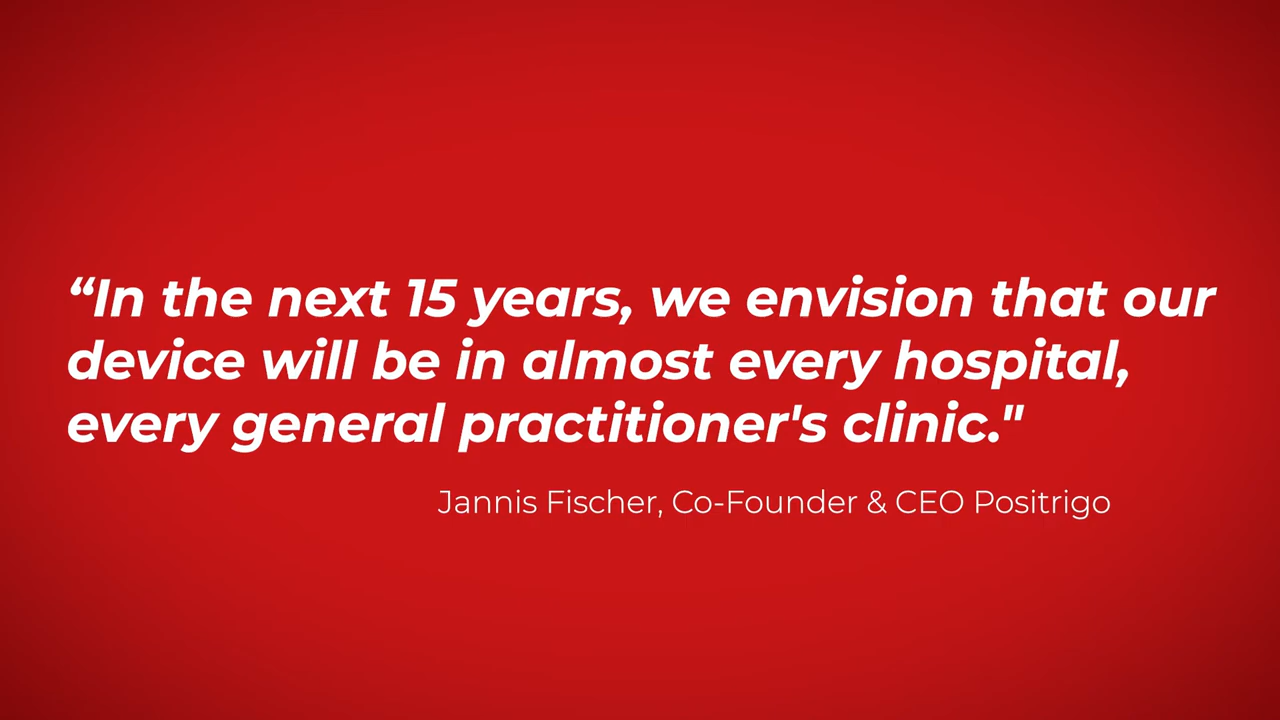 “In the next 15 years, we envision that our
device will be in almost every hospital,
every general practitioner's clinic."
Jannis Fischer, Co-Founder & CEO Positrigo